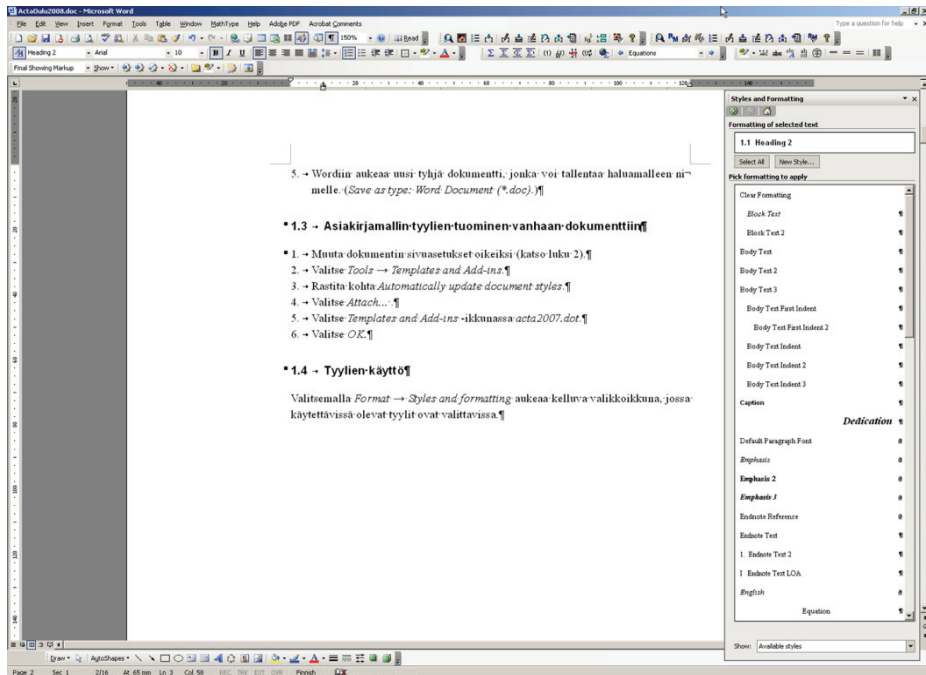 ActaOulu2008.doc - Microsoft Word
File Edit View Insert Format Tools Table Window MathType Help Adobe PDF Acrobat Comments
Type a question for help
150% Read Equations
Heading 2 Arial 10 B I U
Final Showing Markup Show
5. → Wordiin aukeaa uusi tyhjä dokumentti, jonka voi tallentaa haluamalleen ni¬
melle. (Save as type: Word Document (*.doc).)¶
1.3 → Asiakirjamallin tyylien tuominen vanhaan dokumenttiin¶
1. → Muuta dokumentin sivuasetukset oikeiksi (katso luku 2).¶
2. → Valitse Tools → Templates and Add-ins.¶
3. → Rastita kohta Automatically update document styles.¶
4. → Valitse Attach... .¶
5. → Valitse Templates and Add-ins -ikkunassa acta2007.dot.¶
6. → Valitse OK.¶
1.4 → Tyylien käyttö¶
Valitsemalla Format → Styles and formatting aukeaa kelluva valikkoikkuna, jossa
käytettävissä olevat tyylit ovat valittavissa.¶
Styles and Formatting
Formatting of selected text
1.1 Heading 2
Select All New Style...
Pick formatting to apply
Clear Formatting
Block Text ¶
Block Text 2 ¶
Body Text ¶
Body Text 2 ¶
Body Text 3 ¶
Body Text First Indent ¶
Body Text First Indent 2 ¶
Body Text Indent ¶
Body Text Indent 2 ¶
Body Text Indent 3 ¶
Caption ¶
Dedication ¶
Default Paragraph Font a
Emphasis a
Emphasis 2 a
Emphasis 3 a
Endnote Reference a
Endnote Text ¶
1. Endnote Text 2 ¶
I Endnote Text LOA ¶
English a
Equation ¶
Show: Available styles
Draw AutoShapes
Page 2 Sec 1 2/16 At 65 mm Ln 3 Col 58 REC TRK EXT OVR Finnish